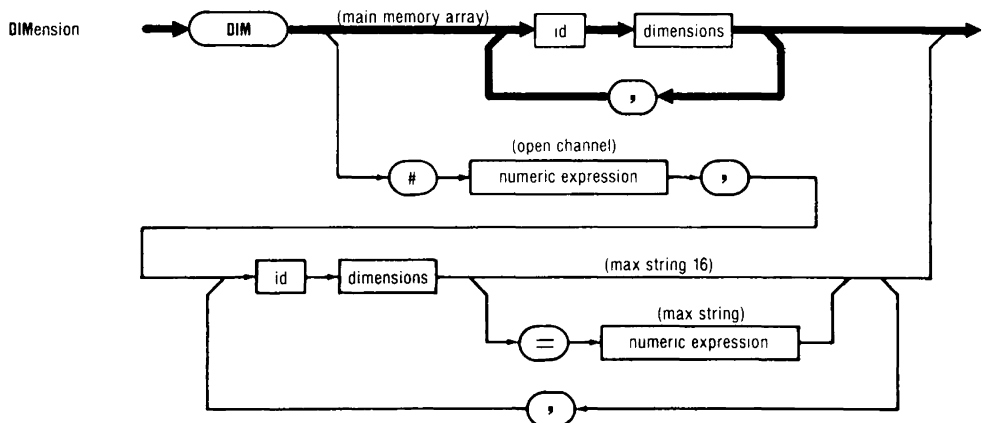 DIMension
DIM
(main memory array)
id
dimensions
,
(open channel)
#
numeric expression
,
id
dimensions
(max string 16)
(max string)
=
numeric expression
,